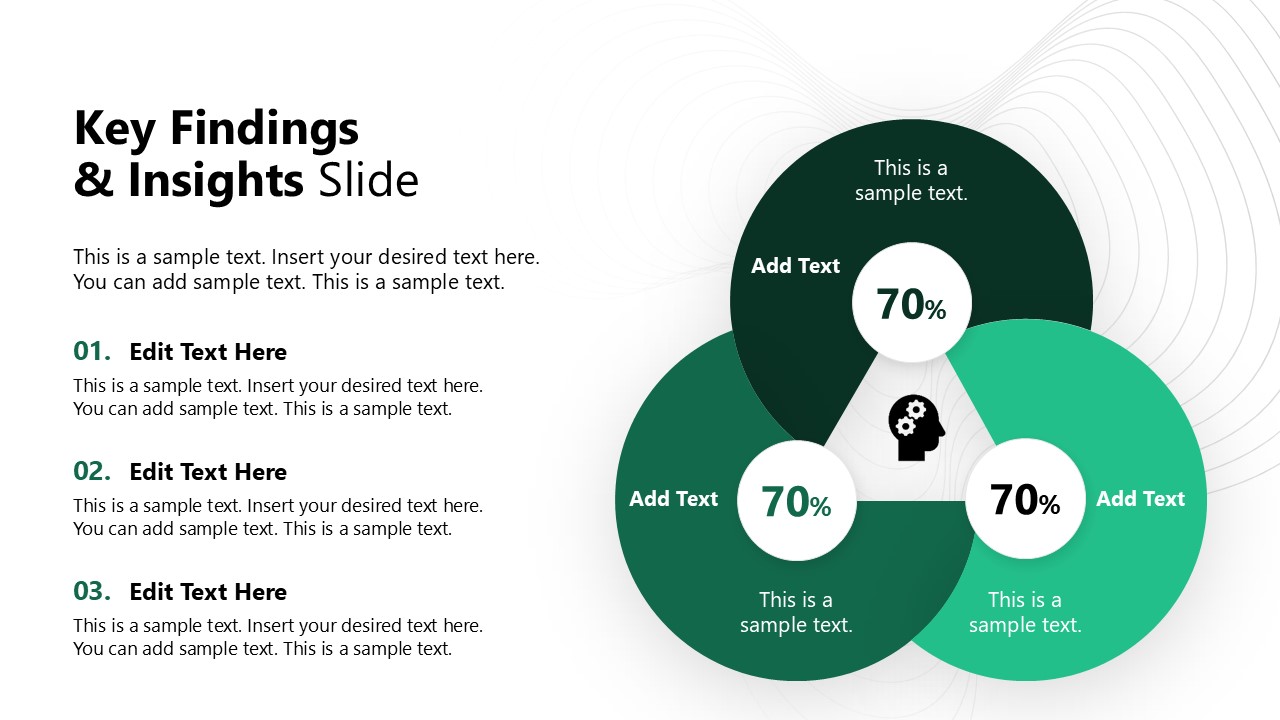 Key Findings
& Insights Slide
This is a sample text. Insert your desired text here.
You can add sample text. This is a sample text.
01. Edit Text Here
This is a sample text. Insert your desired text here.
You can add sample text. This is a sample text.
02. Edit Text Here
This is a sample text. Insert your desired text here.
You can add sample text. This is a sample text.
03. Edit Text Here
This is a sample text. Insert your desired text here.
You can add sample text. This is a sample text.
This is a
sample text.
Add Text
70%
Add Text
70%
This is a
sample text.
70%
Add Text
This is a
sample text.